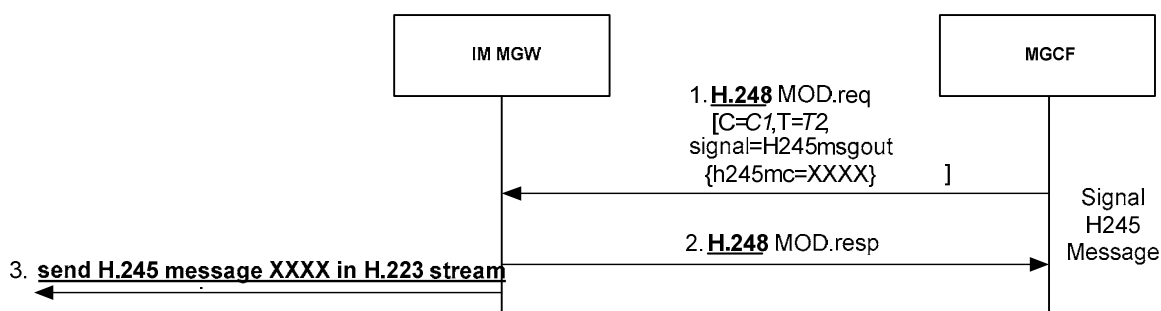 IM MGW
MGCF
1. H.248 MOD.req
[C=C1,T=T2,
signal=H245msgout
{h245mc=XXXX} ]
Signal
H245
Message
2. H.248 MOD.resp
3. send H.245 message XXXX in H.223 stream